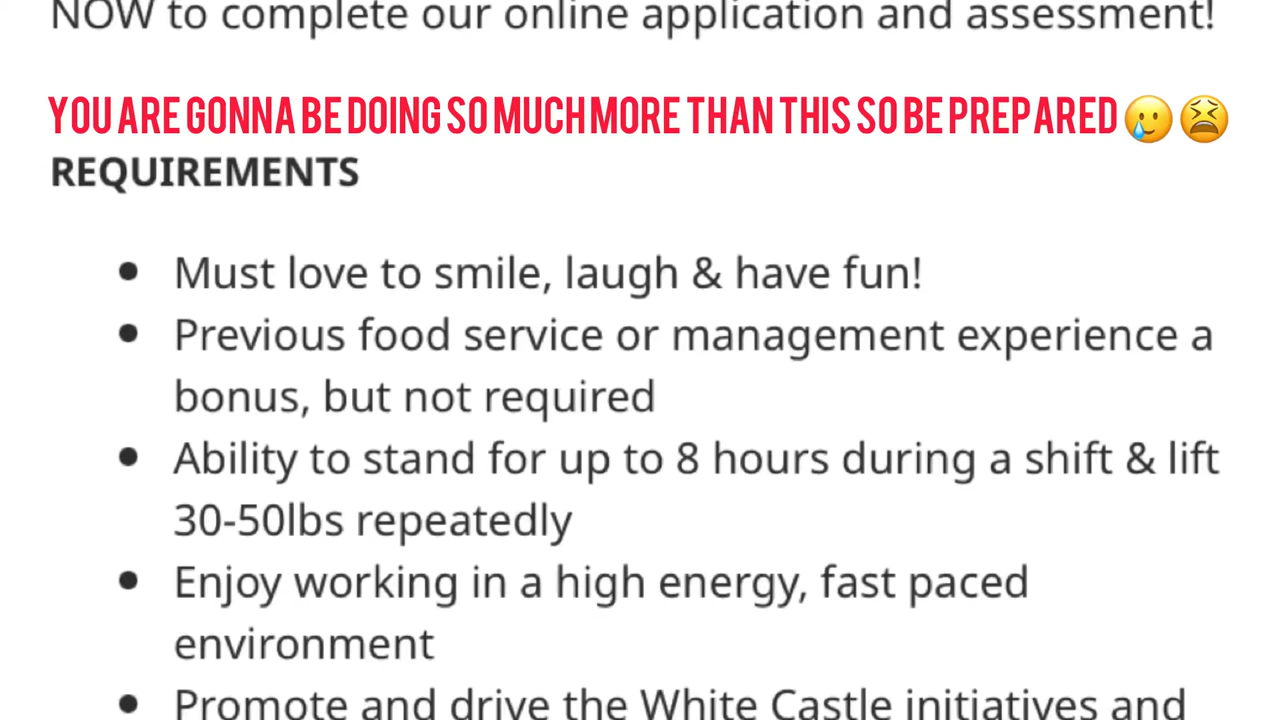 NOW to complete our online application and assessment!
YOU ARE GONNA BE DOING SO MUCH MORE THAN THIS SO BE PREPARED 🥲 😫
REQUIREMENTS
• Must love to smile, laugh & have fun!
• Previous food service or management experience a
bonus, but not required
• Ability to stand for up to 8 hours during a shift & lift
30-50lbs repeatedly
• Enjoy working in a high energy, fast paced
environment
• Promote and drive the White Castle initiatives and